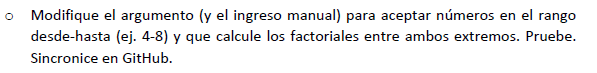 o Modifique el argumento (y el ingreso manual) para aceptar números en el rango
desde-hasta (ej. 4-8) y que calcule los factoriales entre ambos extremos. Pruebe.
Sincronice en GitHub.